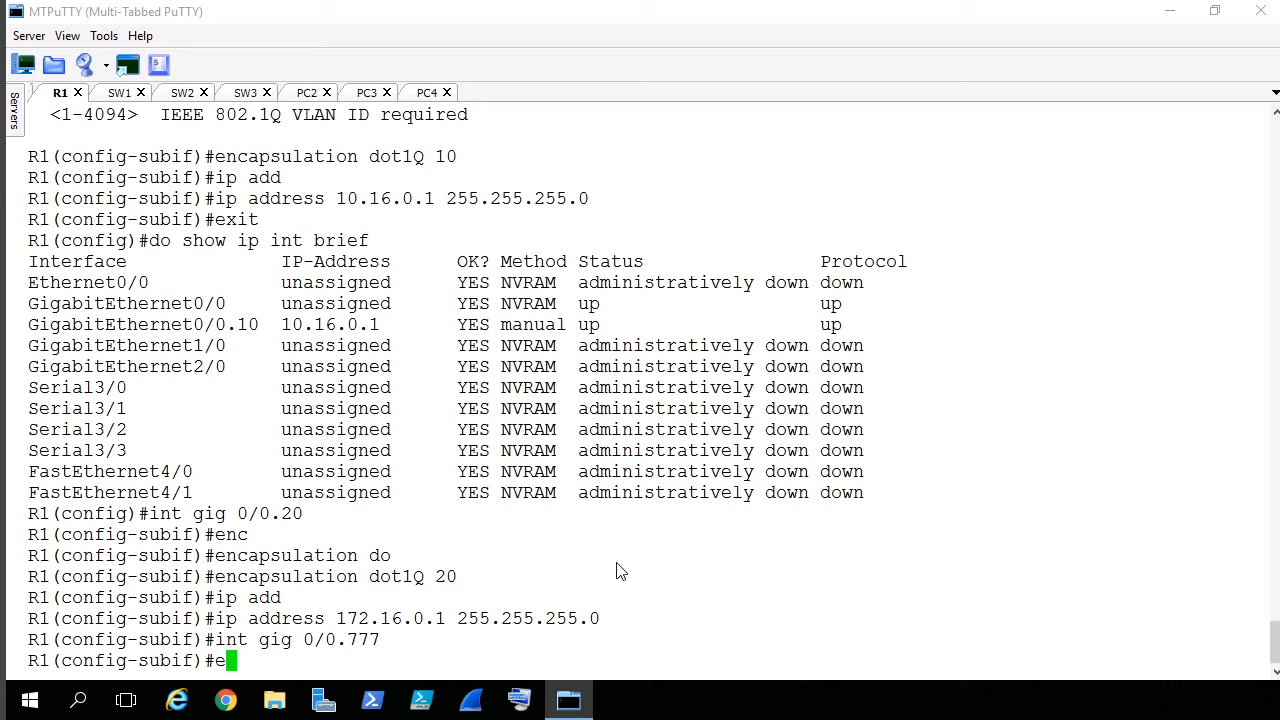 MTPuTTY (Multi-Tabbed PuTTY)
Server View Tools Help
R1 SW1 SW2 SW3 PC2 PC3 PC4
Servers
<1-4094>  IEEE 802.1Q VLAN ID required
R1(config-subif)#encapsulation dot1Q 10
R1(config-subif)#ip add
R1(config-subif)#ip address 10.16.0.1 255.255.255.0
R1(config-subif)#exit
R1(config)#do show ip int brief
Interface IP-Address OK? Method Status Protocol
Ethernet0/0 unassigned YES NVRAM administratively down down
GigabitEthernet0/0 unassigned YES NVRAM up up
GigabitEthernet0/0.10 10.16.0.1 YES manual up up
GigabitEthernet1/0 unassigned YES NVRAM administratively down down
GigabitEthernet2/0 unassigned YES NVRAM administratively down down
Serial3/0 unassigned YES NVRAM administratively down down
Serial3/1 unassigned YES NVRAM administratively down down
Serial3/2 unassigned YES NVRAM administratively down down
Serial3/3 unassigned YES NVRAM administratively down down
FastEthernet4/0 unassigned YES NVRAM administratively down down
FastEthernet4/1 unassigned YES NVRAM administratively down down
R1(config)#int gig 0/0.20
R1(config-subif)#enc
R1(config-subif)#encapsulation do
R1(config-subif)#encapsulation dot1Q 20
R1(config-subif)#ip add
R1(config-subif)#ip address 172.16.0.1 255.255.255.0
R1(config-subif)#int gig 0/0.777
R1(config-subif)#e